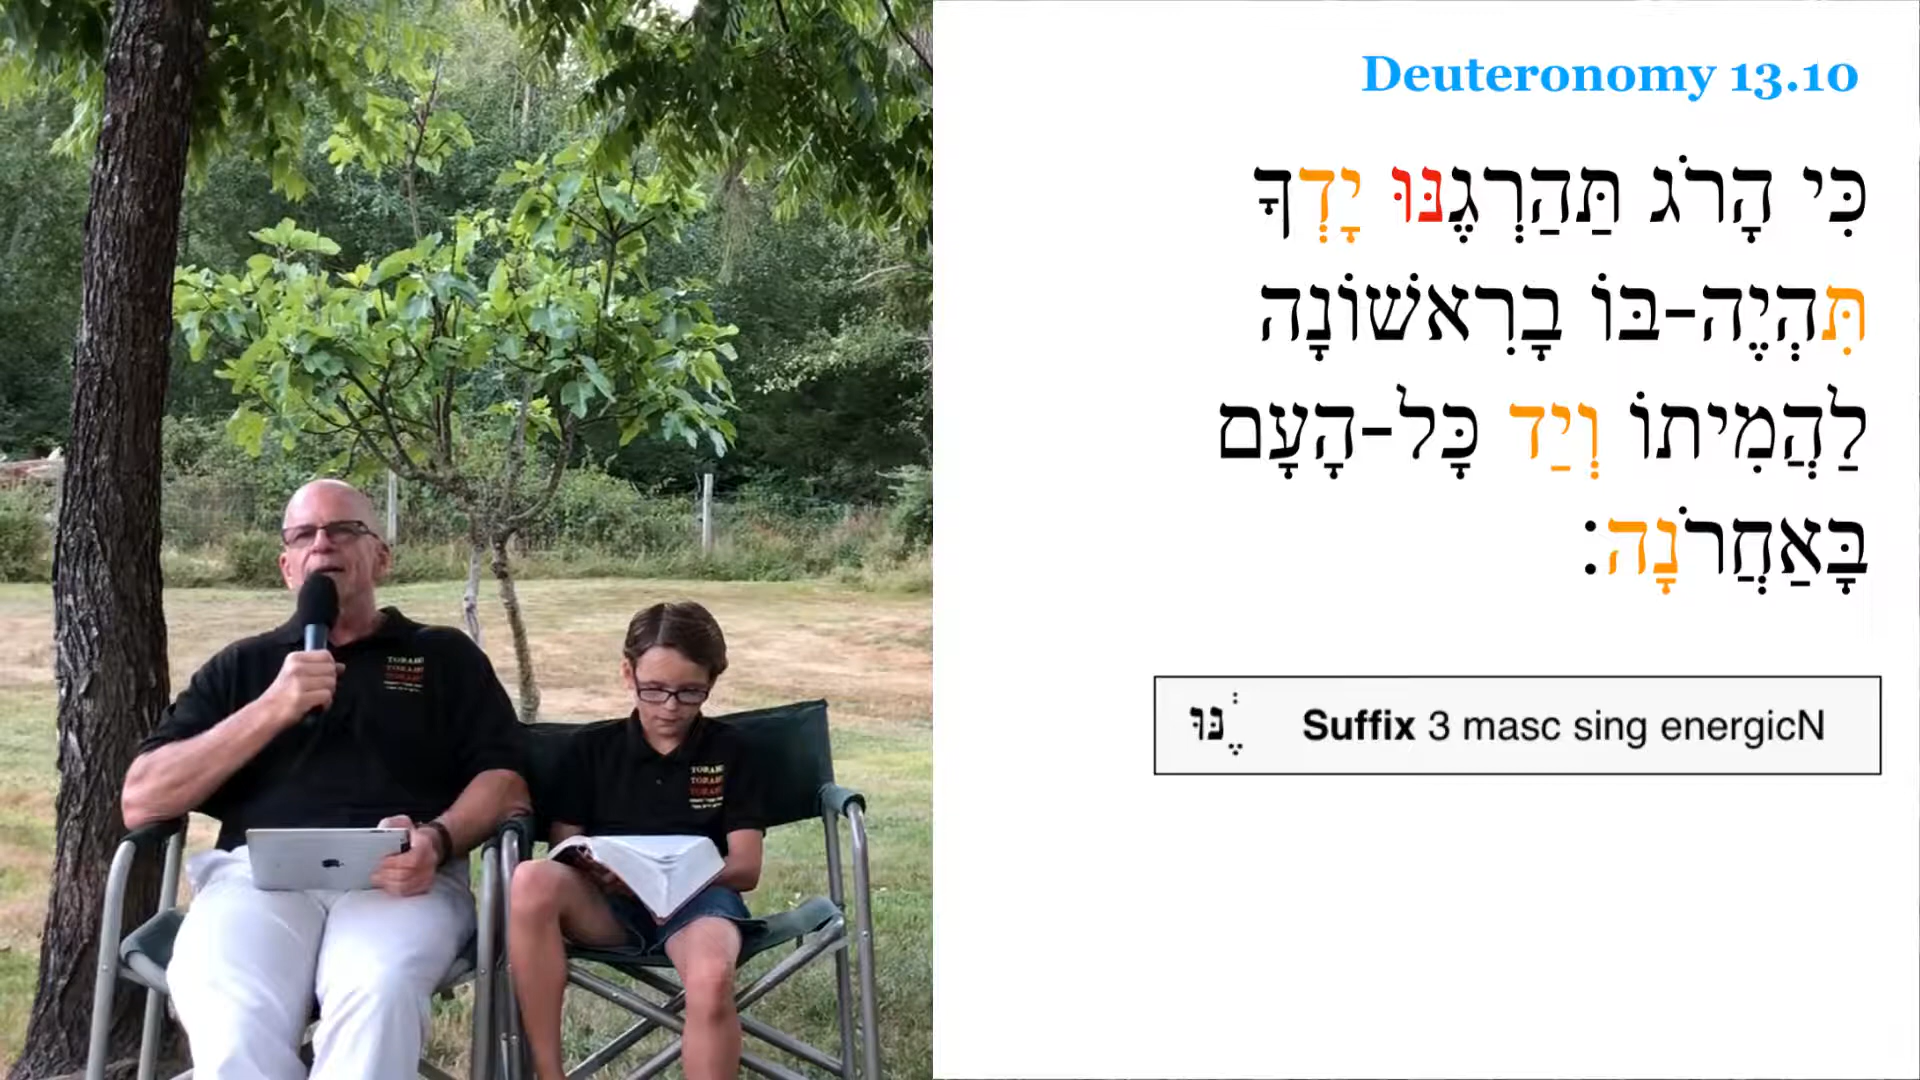 Deuteronomy 13.10
כִּי הָרֹג תַּהַרְגֶנּוּ יָדְךָ
תִּהְיֶה-בּוֹ בָרִאשׁוֹנָה
לַהֲמִיתוֹ וְיַד כָּל-הָעָם
בָּאַחֲרֹנָה׃
נּוּ ֶ Suffix 3 masc sing energicN